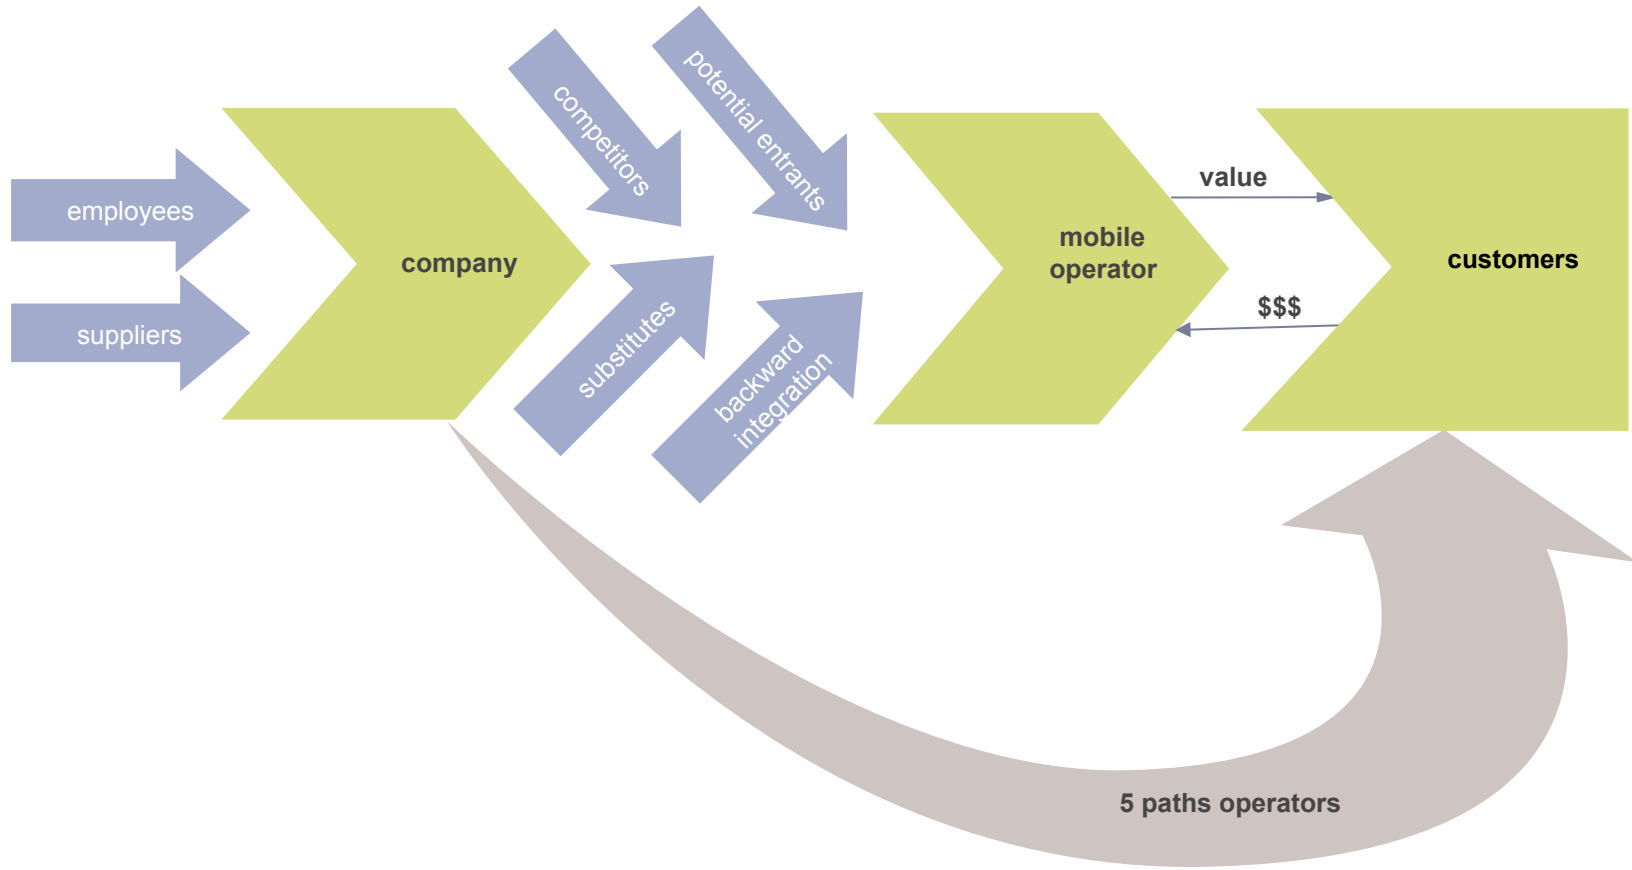 employees
suppliers
company
competitors
potential entrants
substitutes
backward
integration
mobile
operator
value
$$$
customers
5 paths operators